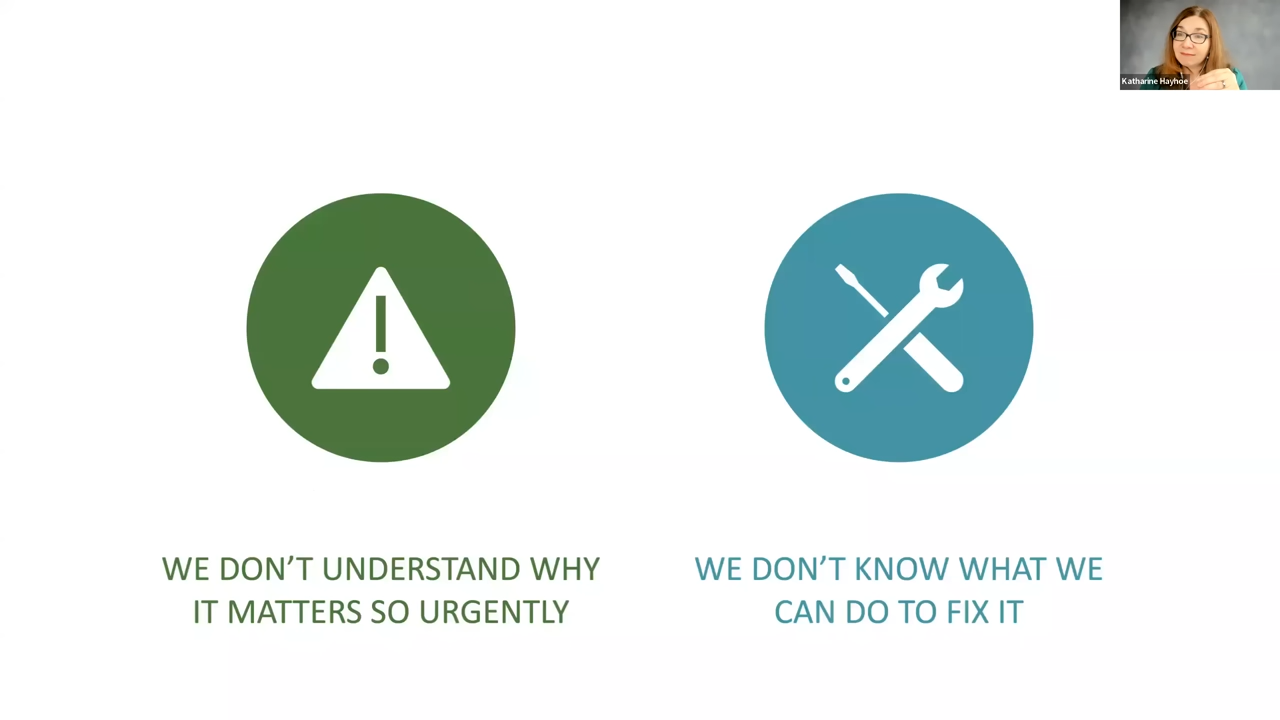 Katharine Hayhoe
WE DON’T UNDERSTAND WHY
IT MATTERS SO URGENTLY
WE DON’T KNOW WHAT WE
CAN DO TO FIX IT